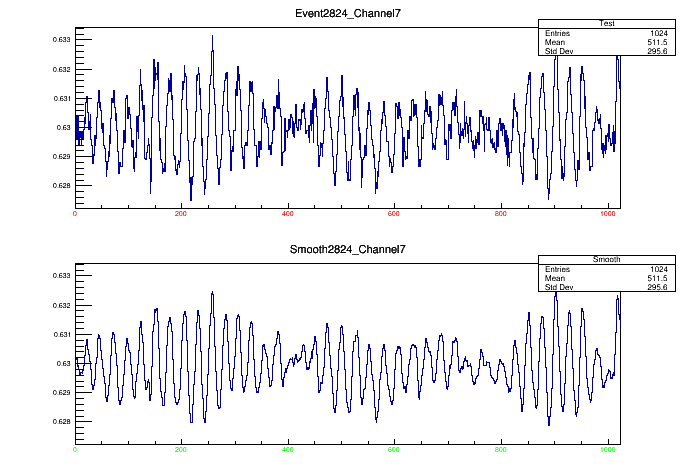 Event2824_Channel7
Test
Entries 1024
Mean 511.5
Std Dev 295.6
0.633
0.632
0.631
0.63
0.629
0.628
0 200 400 600 800 1000
Smooth2824_Channel7
Smooth
Entries 1024
Mean 511.5
Std Dev 295.6
0.633
0.632
0.631
0.63
0.629
0.628
0 200 400 600 800 1000